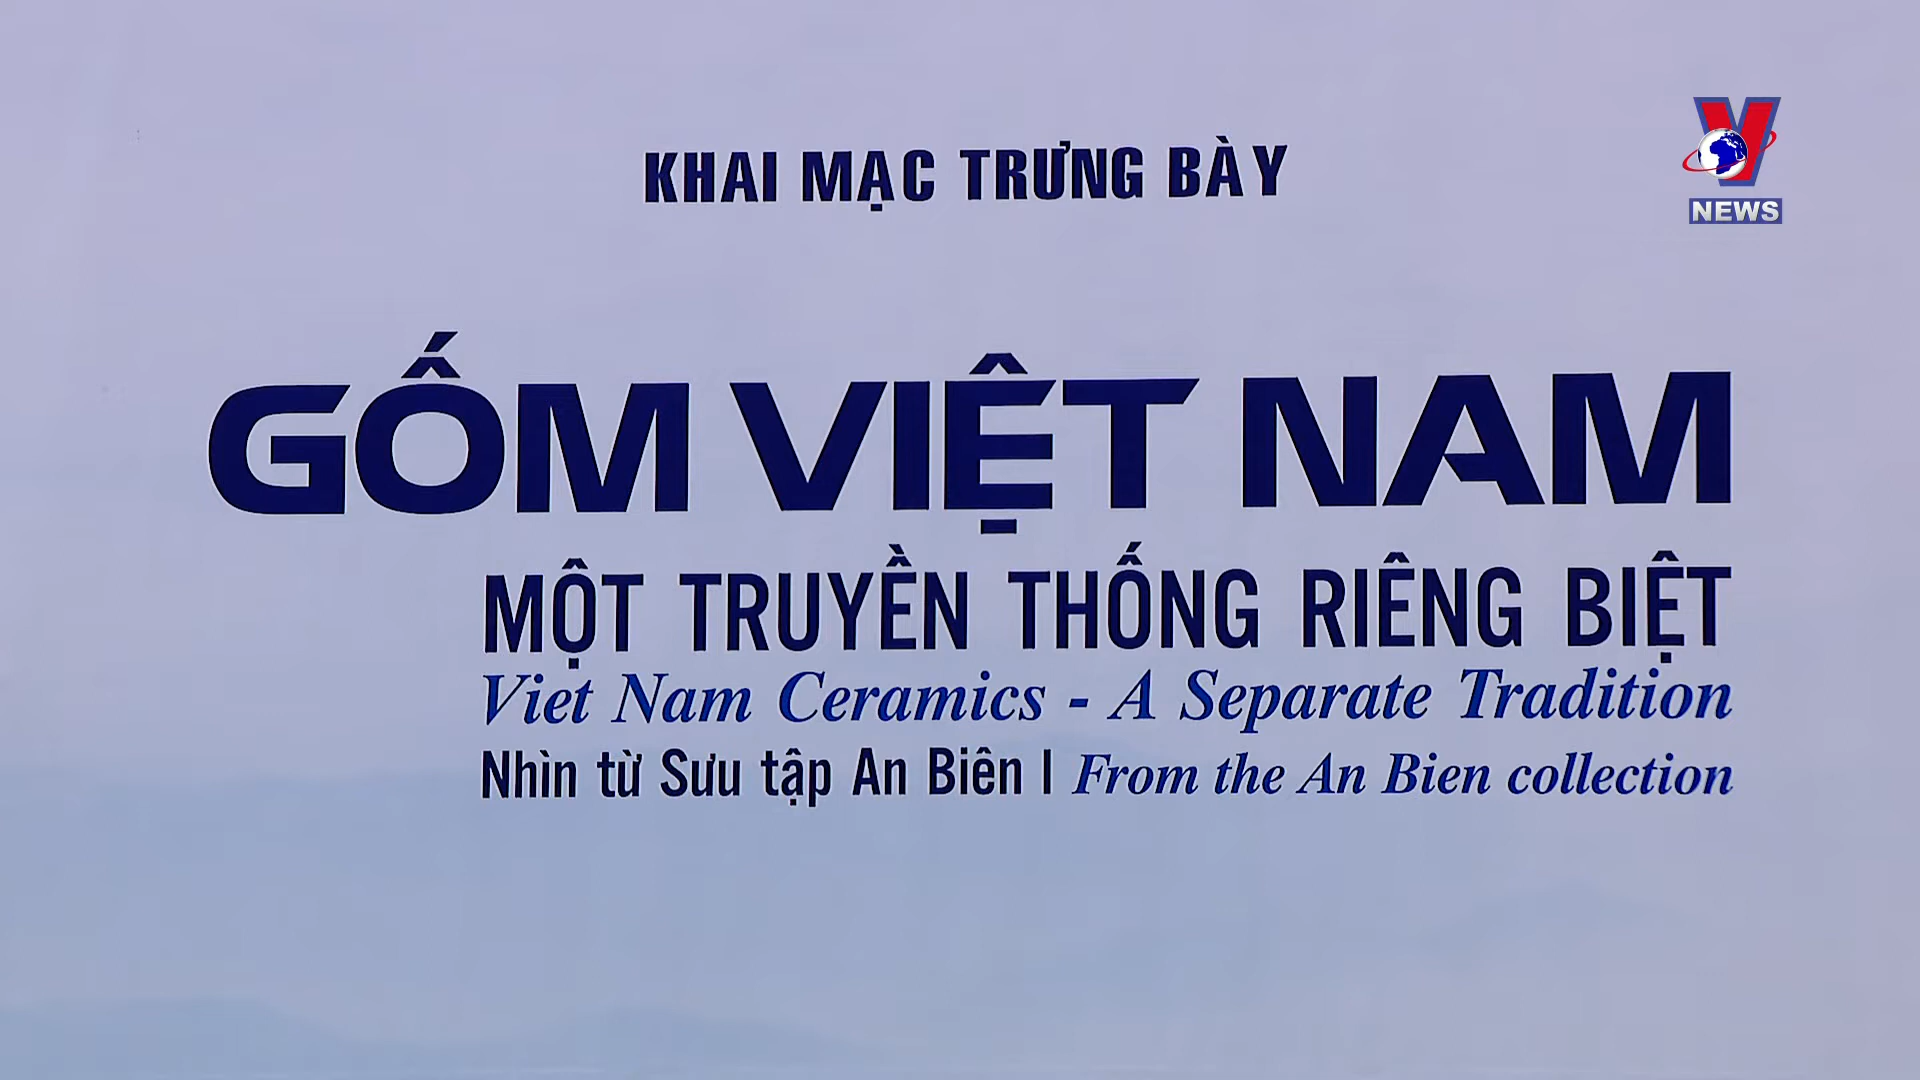 KHAI MẠC TRƯNG BÀY
V
NEWS
GỐM VIỆT NAM
MỘT TRUYỀN THỐNG RIÊNG BIỆT
Viet Nam Ceramics - A Separate Tradition
Nhìn từ Sưu tập An Biên | From the An Bien collection